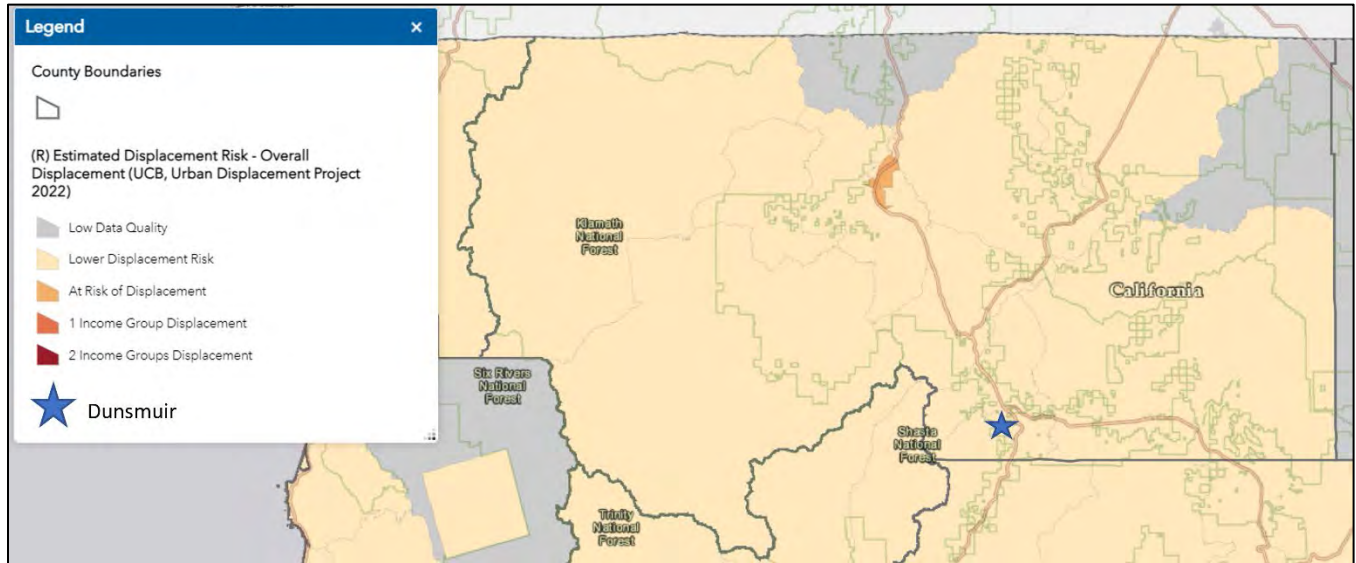 Legend
×
County Boundaries
(R) Estimated Displacement Risk - Overall
Displacement (UCB, Urban Displacement Project
2022)
Low Data Quality
Lower Displacement Risk
At Risk of Displacement
1 Income Group Displacement
2 Income Groups Displacement
Dunsmuir
Klamath
National
Forest
California
Six Rivers
National
Forest
Shasta
National
Forest
Trinity
National
Forest